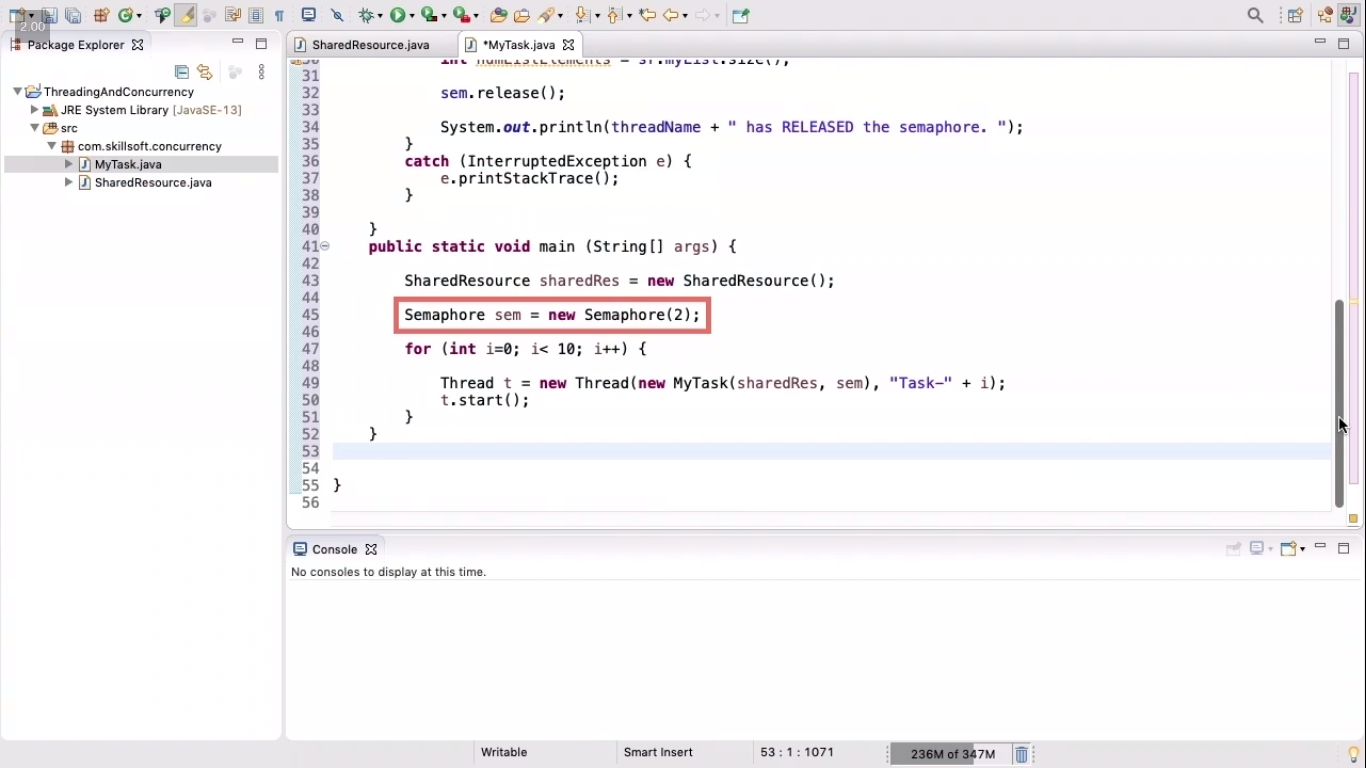 2.00
Package Explorer
SharedResource.java
*MyTask.java
ThreadingAndConcurrency
JRE System Library [JavaSE-13]
src
com.skillsoft.concurrency
MyTask.java
SharedResource.java
30 int numListElements = sr.myList.size();
31
32 sem.release();
33
34 System.out.println(threadName + " has RELEASED the semaphore. ");
35 }
36 catch (InterruptedException e) {
37 e.printStackTrace();
38 }
39
40 }
41 public static void main (String[] args) {
42
43 SharedResource sharedRes = new SharedResource();
44
45 Semaphore sem = new Semaphore(2);
46
47 for (int i=0; i< 10; i++) {
48
49 Thread t = new Thread(new MyTask(sharedRes, sem), "Task-" + i);
50 t.start();
51 }
52 }
53
54
55 }
56
Console
No consoles to display at this time.
Writable
Smart Insert
53 : 1 : 1071
236M of 347M